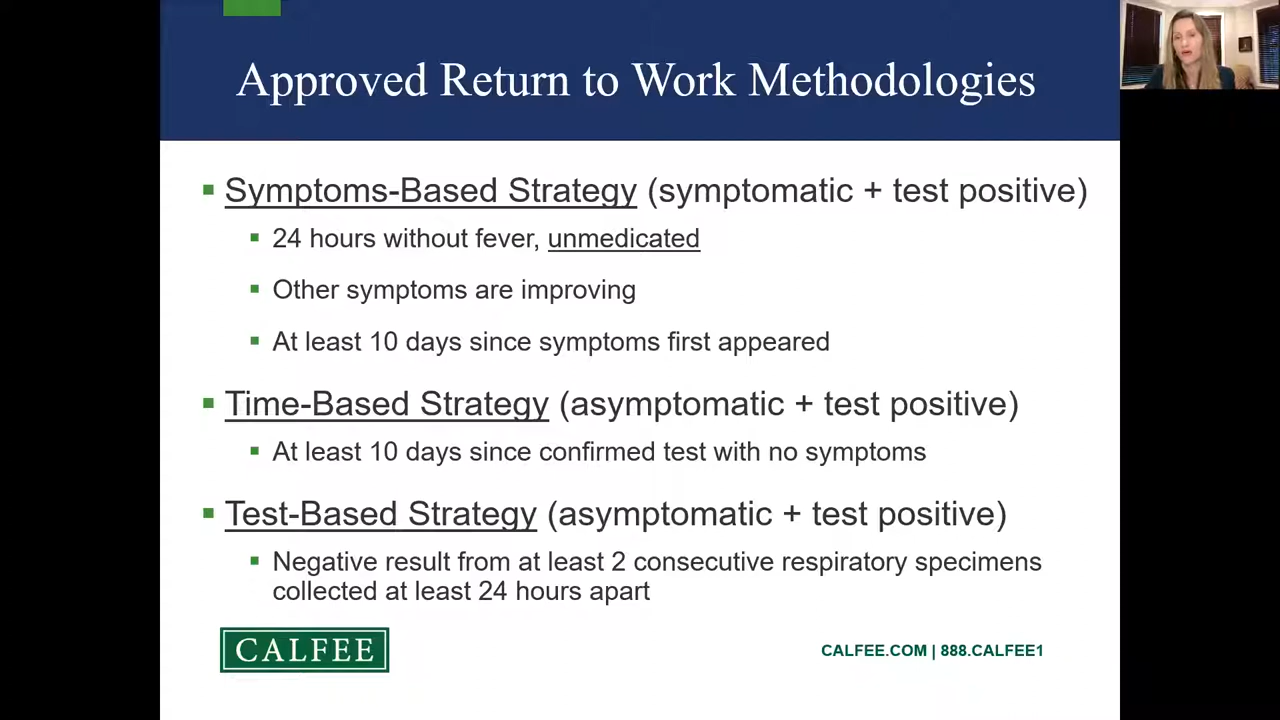 Approved Return to Work Methodologies
Symptoms-Based Strategy (symptomatic + test positive)
24 hours without fever, unmedicated
Other symptoms are improving
At least 10 days since symptoms first appeared
Time-Based Strategy (asymptomatic + test positive)
At least 10 days since confirmed test with no symptoms
Test-Based Strategy (asymptomatic + test positive)
Negative result from at least 2 consecutive respiratory specimens
collected at least 24 hours apart
CALFEE
CALFEE.COM | 888.CALFEE1